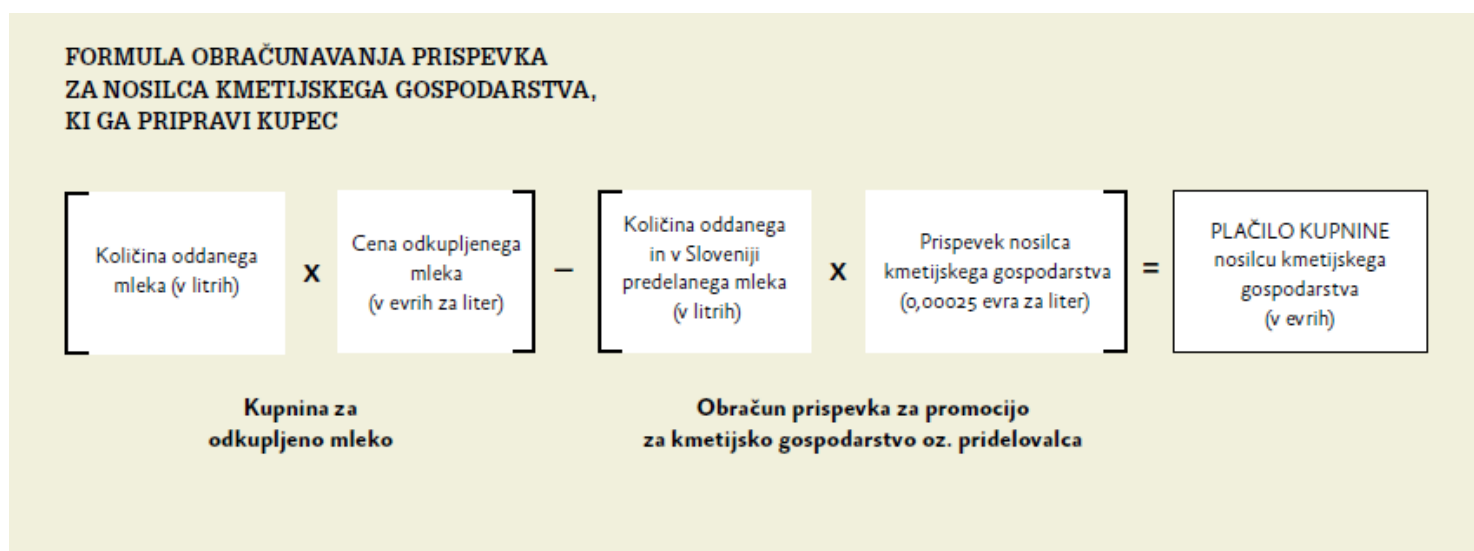 FORMULA OBRAČUNAVANJA PRISPEVKA
ZA NOSILCA KMETIJSKEGA GOSPODARSTVA,
KI GA PRIPRAVI KUPEC
Količina oddanega
mleka (v litrih)
x
Cena odkupljenega
mleka
(v evrih za liter)
–
Količina oddanega
in v Sloveniji
predelanega mleka
(v litrih)
x
Prispevek nosilca
kmetijskega gospodarstva
(0,00025 evra za liter)
=
PLAČILO KUPNINE
nosilcu kmetijskega
gospodarstva
(v evrih)
Kupnina za
odkupljeno mleko
Obračun prispevka za promocijo
za kmetijsko gospodarstvo oz. pridelovalca